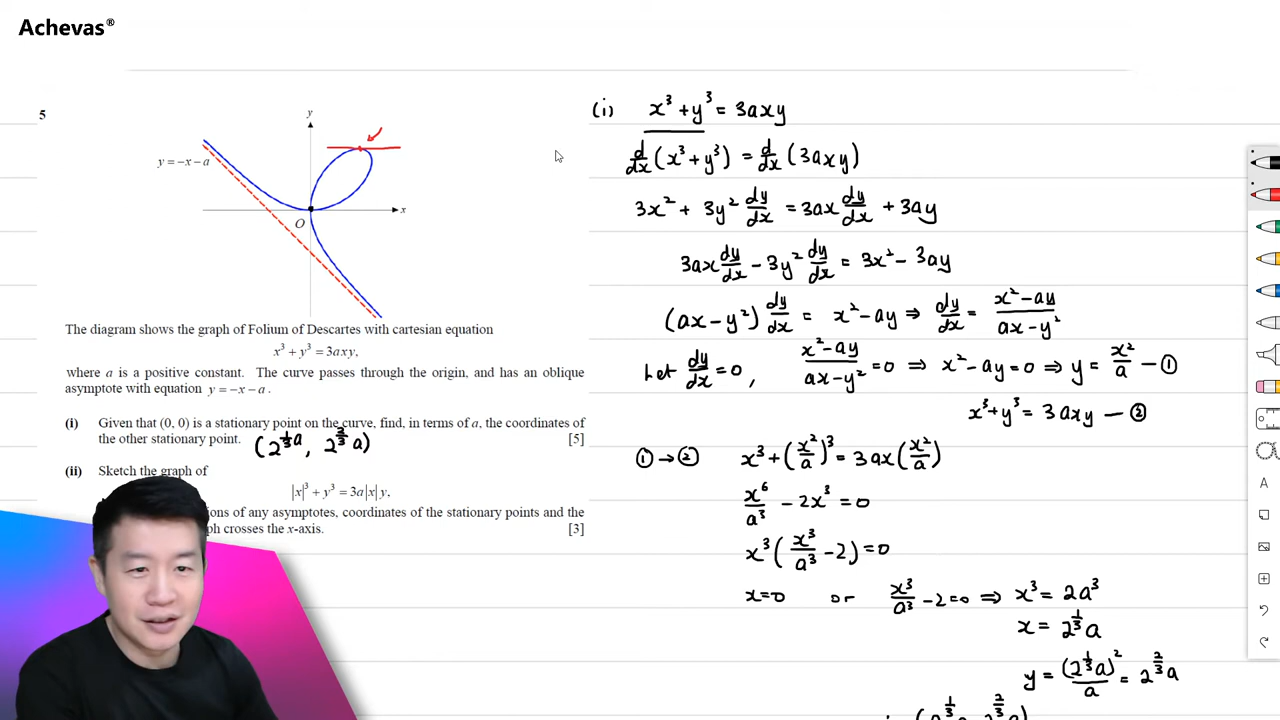 Achevas®
5
y
y = −x − a
O
x
The diagram shows the graph of Folium of Descartes with cartesian equation
x³ + y³ = 3axy,
where a is a positive constant. The curve passes through the origin, and has an oblique
asymptote with equation y = −x − a.
(i) Given that (0, 0) is a stationary point on the curve, find, in terms of a, the coordinates of
the other stationary point. (2^{1/3}a, 2^{2/3}a) [5]
(ii) Sketch the graph of
|x|³ + y³ = 3a|x|y,
ons of any asymptotes, coordinates of the stationary points and the
ph crosses the x-axis. [3]
(i) x³ + y³ = 3axy
d/dx (x³ + y³) = d/dx (3axy)
3x² + 3y² dy/dx = 3ax dy/dx + 3ay
3ax dy/dx − 3y² dy/dx = 3x² − 3ay
(ax − y²) dy/dx = x² − ay ⇒ dy/dx = (x² − ay)/(ax − y²)
Let dy/dx = 0, (x² − ay)/(ax − y²) = 0 ⇒ x² − ay = 0 ⇒ y = x²/a — ①
x³ + y³ = 3axy — ②
① → ② x³ + (x²/a)³ = 3ax(x²/a)
x⁶/a³ − 2x³ = 0
x³(x³/a³ − 2) = 0
x = 0 or x³/a³ − 2 = 0 ⇒ x³ = 2a³
x = 2^{1/3}a
y = (2^{1/3}a)²/a = 2^{2/3}a
A